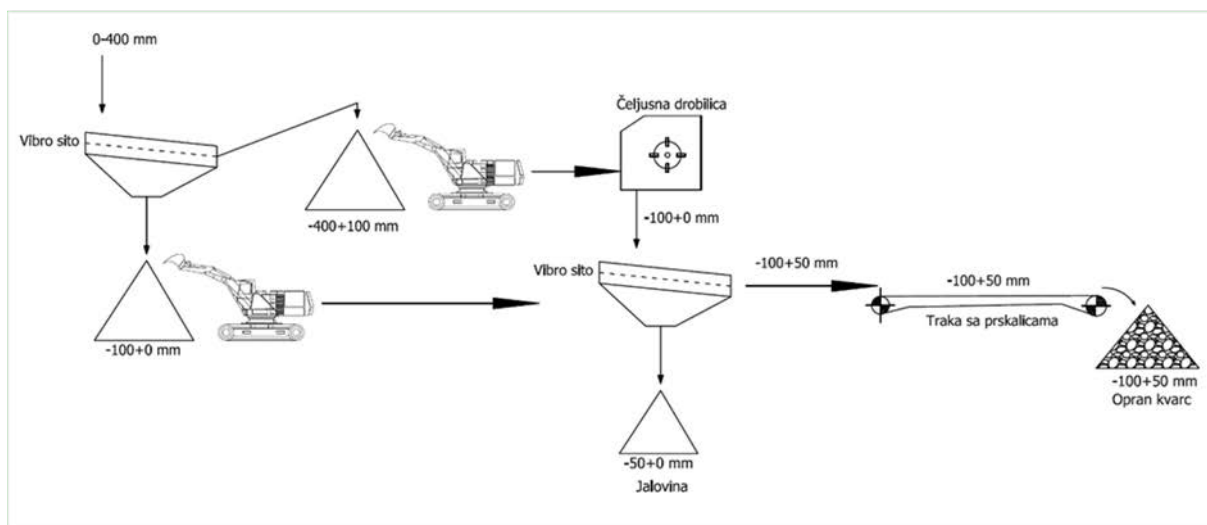 0-400 mm
Vibro sito
-400+100 mm
Čeljusna drobilica
-100+0 mm
-100+0 mm
Vibro sito
-100+50 mm
-100+50 mm
Traka sa prskalicama
-100+50 mm
Opran kvarc
-50+0 mm
Jalovina